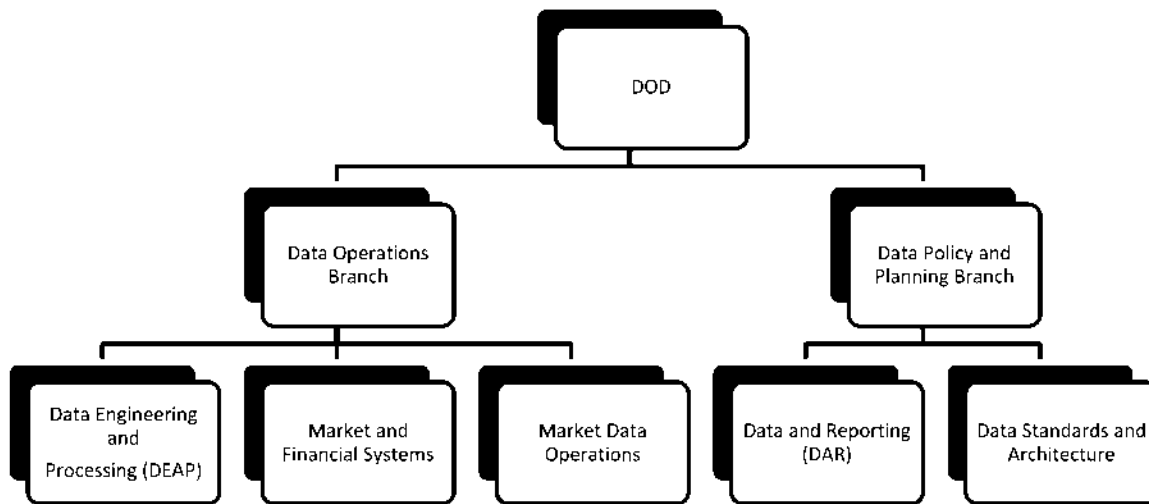 DOD
Data Operations
Branch
Data Policy and
Planning Branch
Data Engineering
and
Processing (DEAP)
Market and
Financial Systems
Market Data
Operations
Data and Reporting
(DAR)
Data Standards and
Architecture